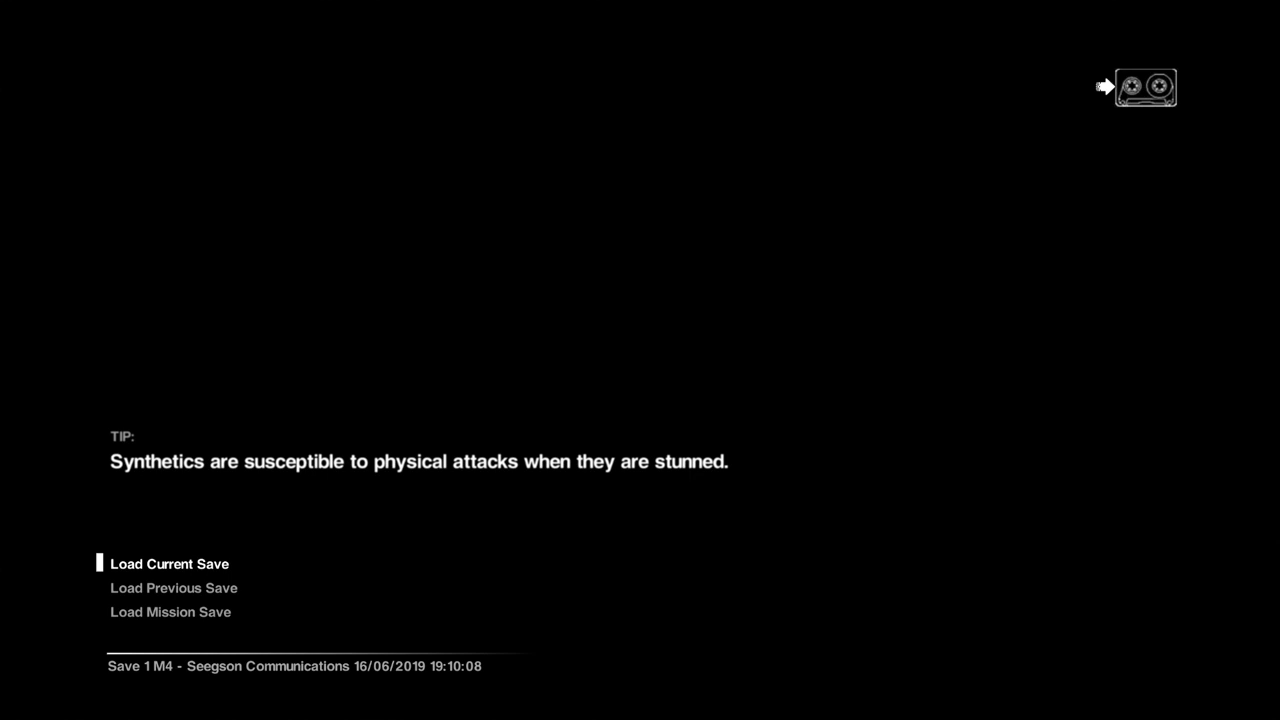 TIP:
Synthetics are susceptible to physical attacks when they are stunned.
Load Current Save
Load Previous Save
Load Mission Save
Save 1 M4 - Seegson Communications 16/06/2019 19:10:08